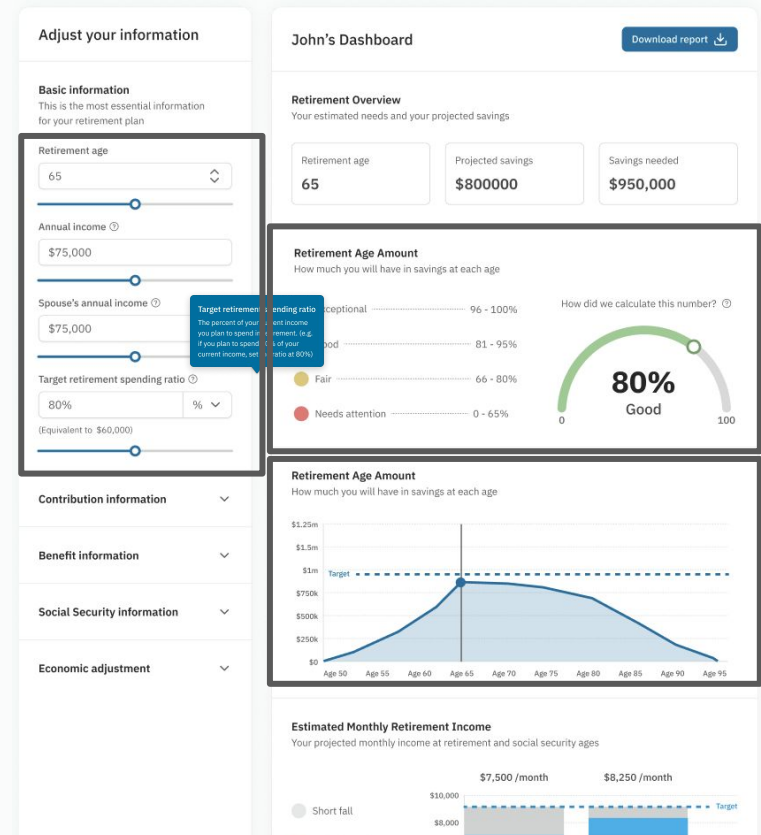 Adjust your information
Basic information
This is the most essential information
for your retirement plan
Retirement age
65
Annual income
$75,000
Spouse's annual income
$75,000
Target retirement spending ratio
The percent of your income
you plan to spend in retirement. (e.g.
if you plan to spend of your
current income, set ratio at 80%)
Target retirement spending ratio
80%
%
(Equivalent to $60,000)
Contribution information
Benefit information
Social Security information
Economic adjustment
John's Dashboard
Download report
Retirement Overview
Your estimated needs and your projected savings
Retirement age
65
Projected savings
$800000
Savings needed
$950,000
Retirement Age Amount
How much you will have in savings at each age
xceptional 96 - 100%
ood 81 - 95%
Fair 66 - 80%
Needs attention 0 - 65%
How did we calculate this number?
80%
Good
0
100
Retirement Age Amount
How much you will have in savings at each age
$1.25m
$1.5m
$1m
Target
$750k
$500k
$250k
$0
Age 50 Age 55 Age 60 Age 65 Age 70 Age 75 Age 80 Age 85 Age 90 Age 95
Estimated Monthly Retirement Income
Your projected monthly income at retirement and social security ages
$7,500 /month $8,250 /month
$10,000
Target
Short fall
$8,000